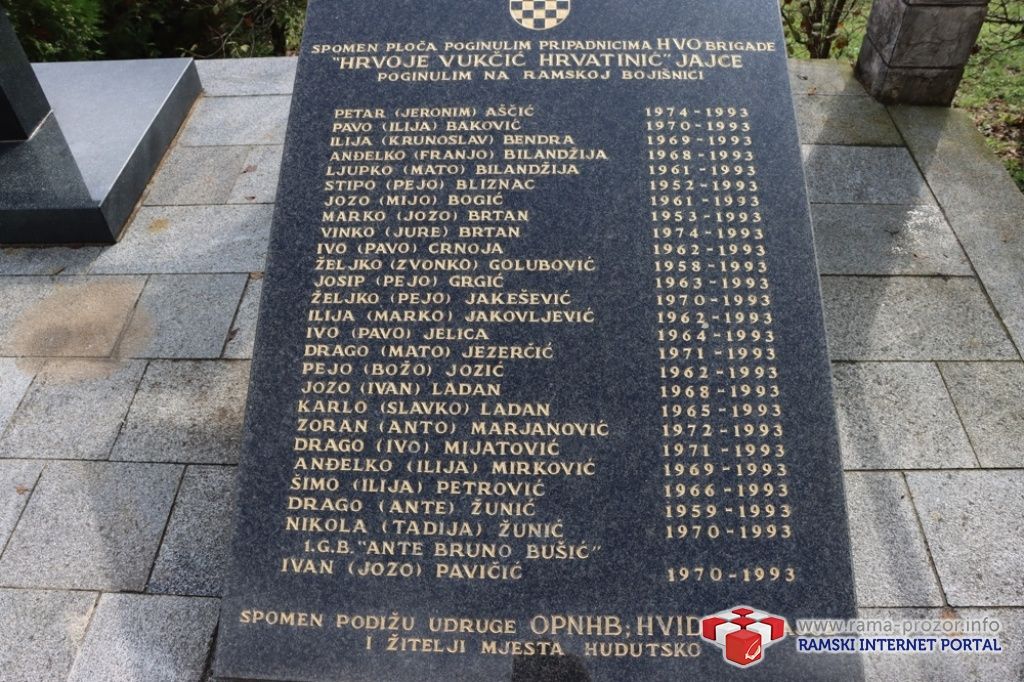 SPOMEN PLOČA POGINULIM PRIPADNICIMA HVO BRIGADE
"HRVOJE VUKČIĆ HRVATINIĆ" JAJCE
POGINULIM NA RAMSKOJ BOJIŠNICI
PETAR (JERONIM) AŠČIĆ 1974-1993
PAVO (ILIJA) BAKOVIĆ 1970-1993
ILIJA (KRUNOSLAV) BENDRA 1969-1993
ANĐELKO (FRANJO) BILANDŽIJA 1968-1993
LJUPKO (MATO) BILANDŽIJA 1961-1993
STIPO (PEJO) BLIZNAC 1952-1993
JOZO (MIJO) BOGIĆ 1961-1993
MARKO (JOZO) BRTAN 1953-1993
VINKO (JURE) BRTAN 1974-1993
IVO (PAVO) CRNOJA 1962-1993
ŽELJKO (ZVONKO) GOLUBOVIĆ 1958-1993
JOSIP (PEJO) GRGIĆ 1963-1993
ŽELJKO (PEJO) JAKEŠEVIĆ 1970-1993
ILIJA (MARKO) JAKOVLJEVIĆ 1962-1993
IVO (PAVO) JELICA 1964-1993
DRAGO (MATO) JEZERČIĆ 1971-1993
PEJO (BOŽO) JOZIĆ 1962-1993
JOZO (IVAN) LADAN 1968-1993
KARLO (SLAVKO) LADAN 1965-1993
ZORAN (ANTO) MARJANOVIĆ 1972-1993
DRAGO (IVO) MIJATOVIĆ 1971-1993
ANĐELKO (ILIJA) MIRKOVIĆ 1969-1993
ŠIMO (ILIJA) PETROVIĆ 1966-1993
DRAGO (ANTE) ŽUNIĆ 1959-1993
NIKOLA (TADIJA) ŽUNIĆ 1970-1993
1.G.B. "ANTE BRUNO BUŠIĆ"
IVAN (JOZO) PAVIČIĆ 1970-1993
SPOMEN PODIŽU UDRUGE OPNHB; HVID
I ŽITELJI MJESTA HUDUTSKO
www.rama-prozor.info
RAMSKI INTERNET PORTAL